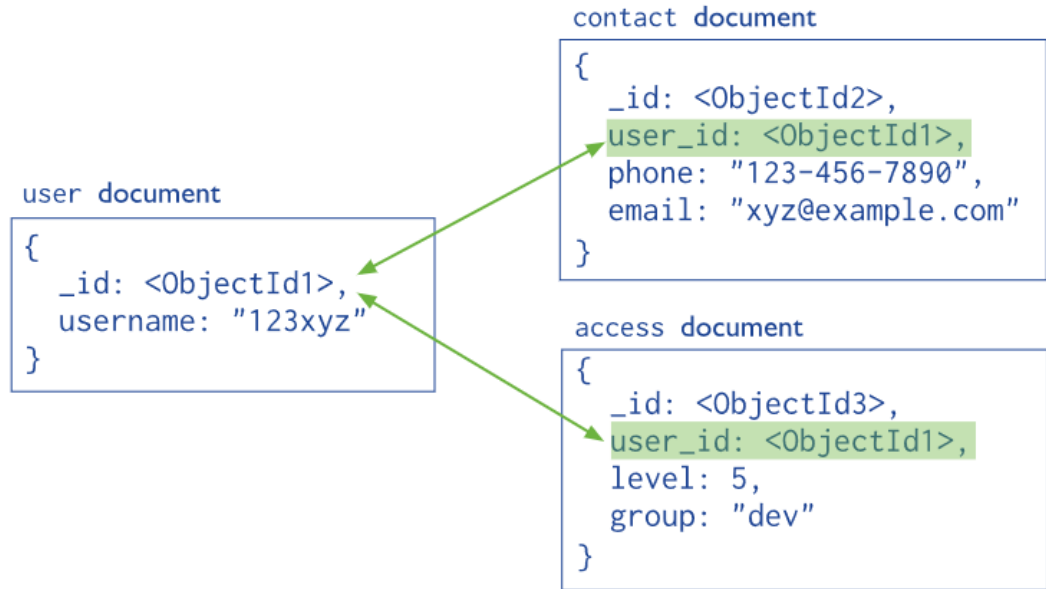 contact document
{
_id: <ObjectId2>,
user_id: <ObjectId1>,
phone: "123-456-7890",
email: "xyz@example.com"
}
user document
{
_id: <ObjectId1>,
username: "123xyz"
}
access document
{
_id: <ObjectId3>,
user_id: <ObjectId1>,
level: 5,
group: "dev"
}